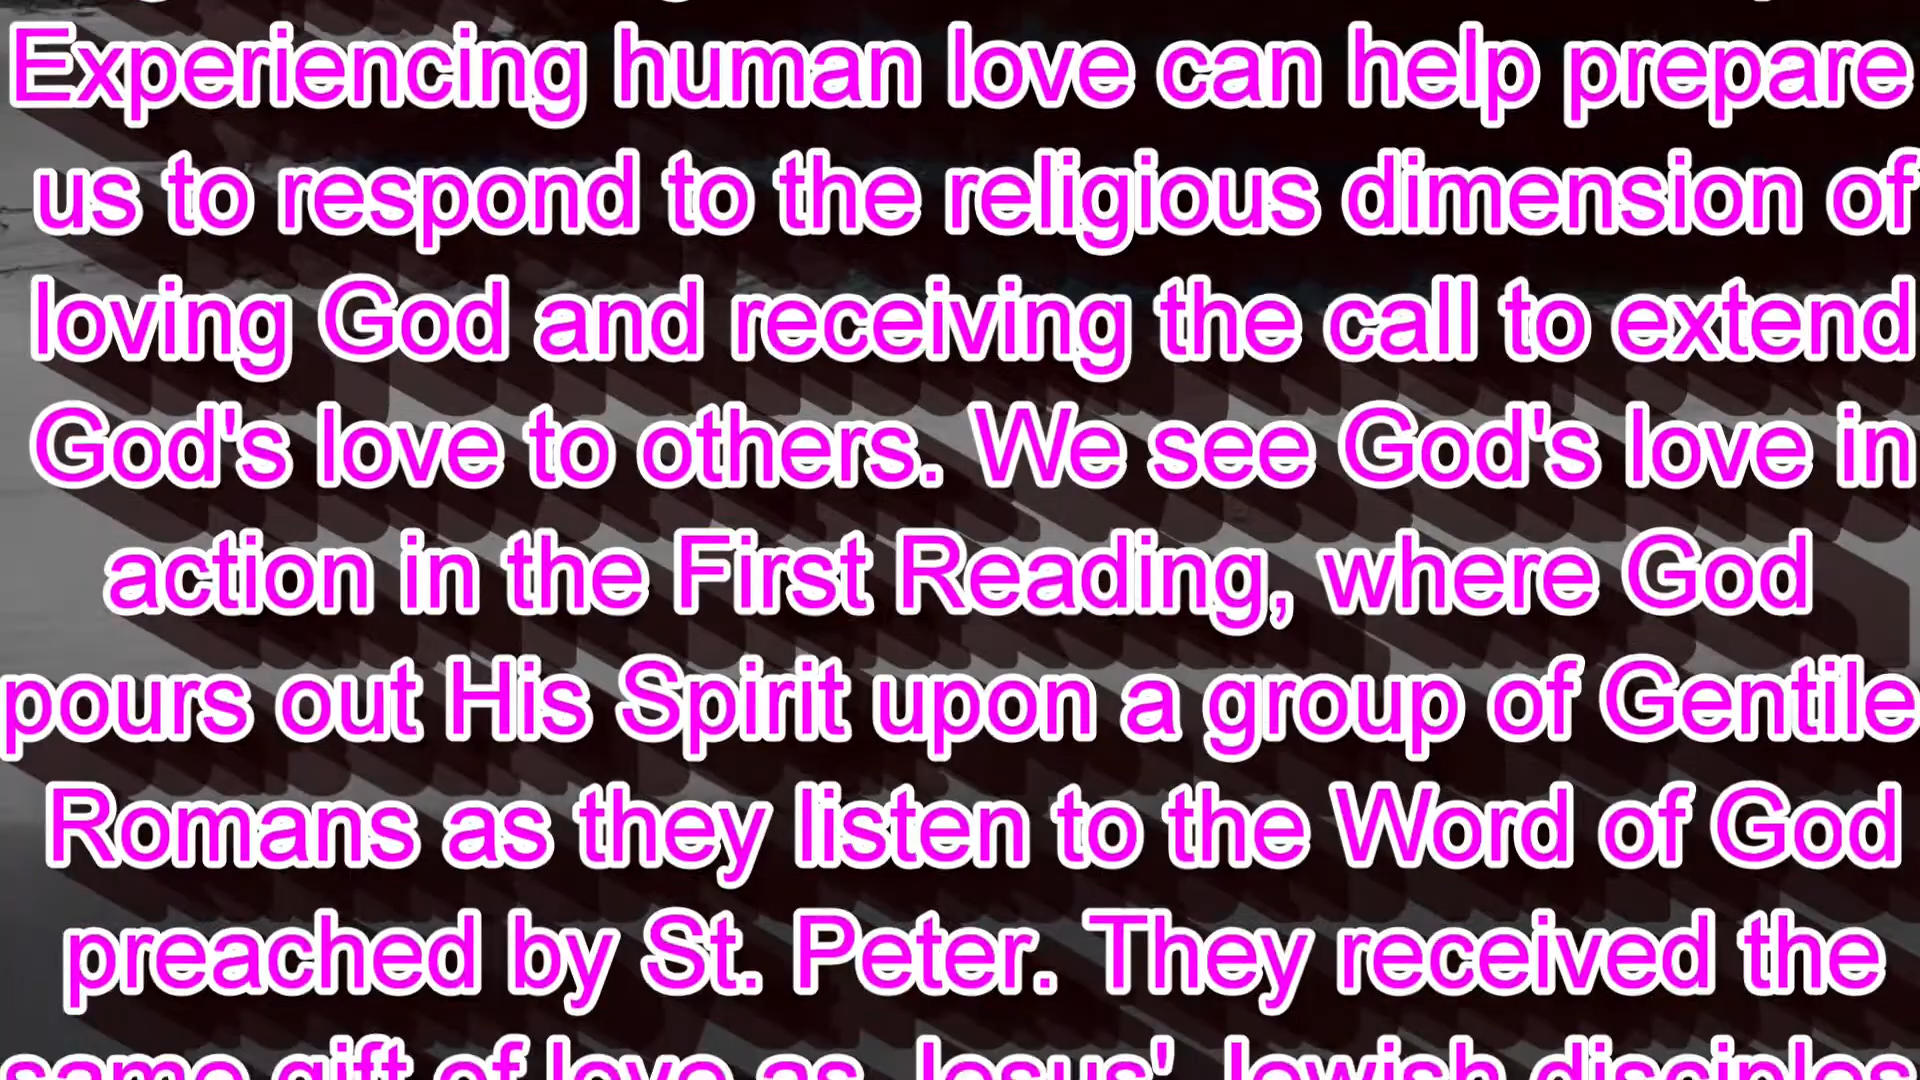 Experiencing human love can help prepare
us to respond to the religious dimension of
loving God and receiving the call to extend
God's love to others. We see God's love in
action in the First Reading, where God
pours out His Spirit upon a group of Gentile
Romans as they listen to the Word of God
preached by St. Peter. They received the
same gift of love as Jesus' Jewish disciples